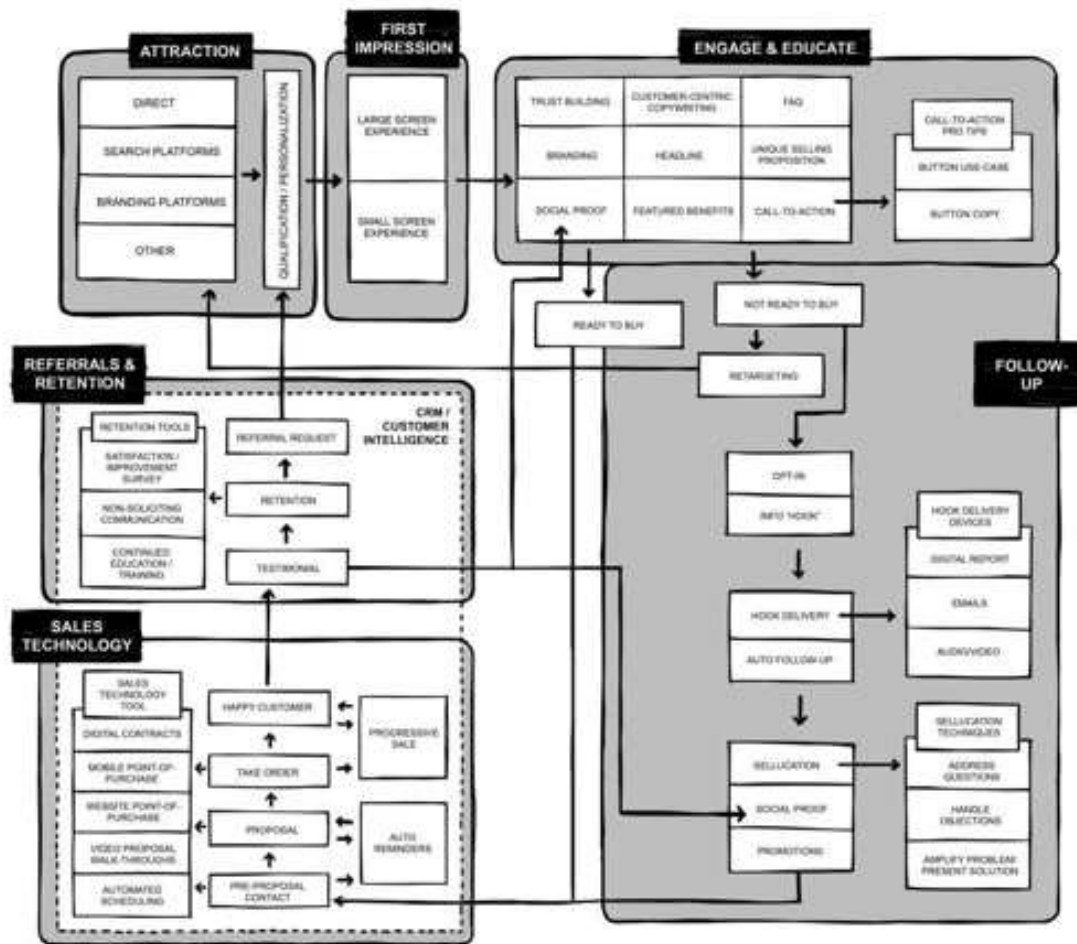 ATTRACTION
DIRECT
SEARCH PLATFORMS
BRANDING PLATFORMS
OTHER
QUALIFICATION / PERSONALIZATION
FIRST
IMPRESSION
LARGE SCREEN
EXPERIENCE
SMALL SCREEN
EXPERIENCE
ENGAGE & EDUCATE
TRUST BUILDING
CUSTOMER-CENTRIC
COPYWRITING
FAQ
BRANDING
HEADLINE
UNIQUE SELLING
PROPOSITION
SOCIAL PROOF
FEATURED BENEFITS
CALL-TO-ACTION
CALL-TO-ACTION
PRO TIPS
BUTTON USE-CASE
BUTTON COPY
READY TO BUY
NOT READY TO BUY
RETARGETING
FOLLOW-
UP
OPT-IN
INFO "HOOK"
HOOK DELIVERY
AUTO FOLLOW-UP
HOOK DELIVERY
DEVICES
DIGITAL REPORT
EMAILS
AUDIO/VIDEO
SELLUCATION
SOCIAL PROOF
PROMOTIONS
SELLUCATION
TECHNIQUES
ADDRESS
QUESTIONS
HANDLE
OBJECTIONS
AMPLIFY PROBLEM/
PRESENT SOLUTION
REFERRALS &
RETENTION
CRM /
CUSTOMER
INTELLIGENCE
RETENTION TOOLS
SATISFACTION /
IMPROVEMENT
SURVEY
NON-SOLICITING
COMMUNICATION
CONTINUED
EDUCATION /
TRAINING
REFERRAL REQUEST
RETENTION
TESTIMONIAL
SALES
TECHNOLOGY
SALES
TECHNOLOGY
TOOL
DIGITAL CONTRACTS
MOBILE POINT-OF-
PURCHASE
WEBSITE POINT-OF-
PURCHASE
VIDEO PROPOSAL
WALK-THROUGHS
AUTOMATED
SCHEDULING
HAPPY CUSTOMER
TAKE ORDER
PROPOSAL
PRE-PROPOSAL
CONTACT
PROGRESSIVE
SALE
AUTO
REMINDERS